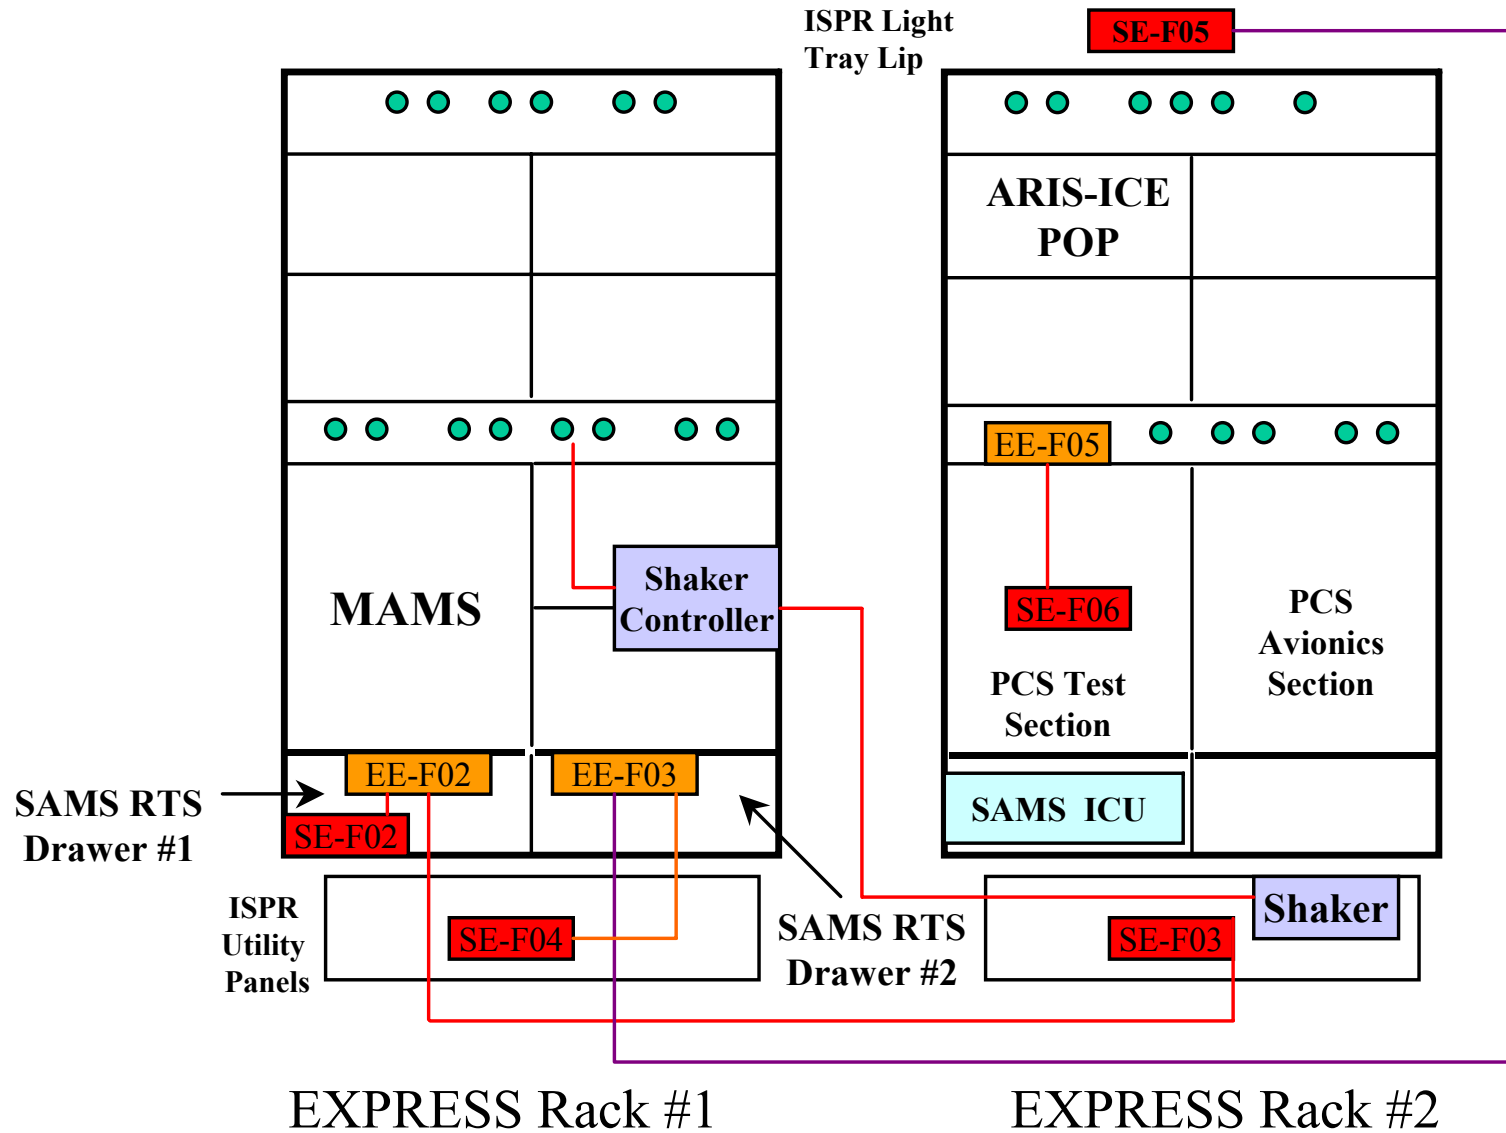 ISPR Light
Tray Lip
SE-F05
ARIS-ICE
POP
EE-F05
MAMS
Shaker
Controller
SE-F06
PCS Test
Section
PCS
Avionics
Section
SAMS RTS
Drawer #1
EE-F02
EE-F03
SE-F02
SAMS ICU
ISPR
Utility
Panels
SE-F04
SAMS RTS
Drawer #2
SE-F03
Shaker
EXPRESS Rack #1
EXPRESS Rack #2